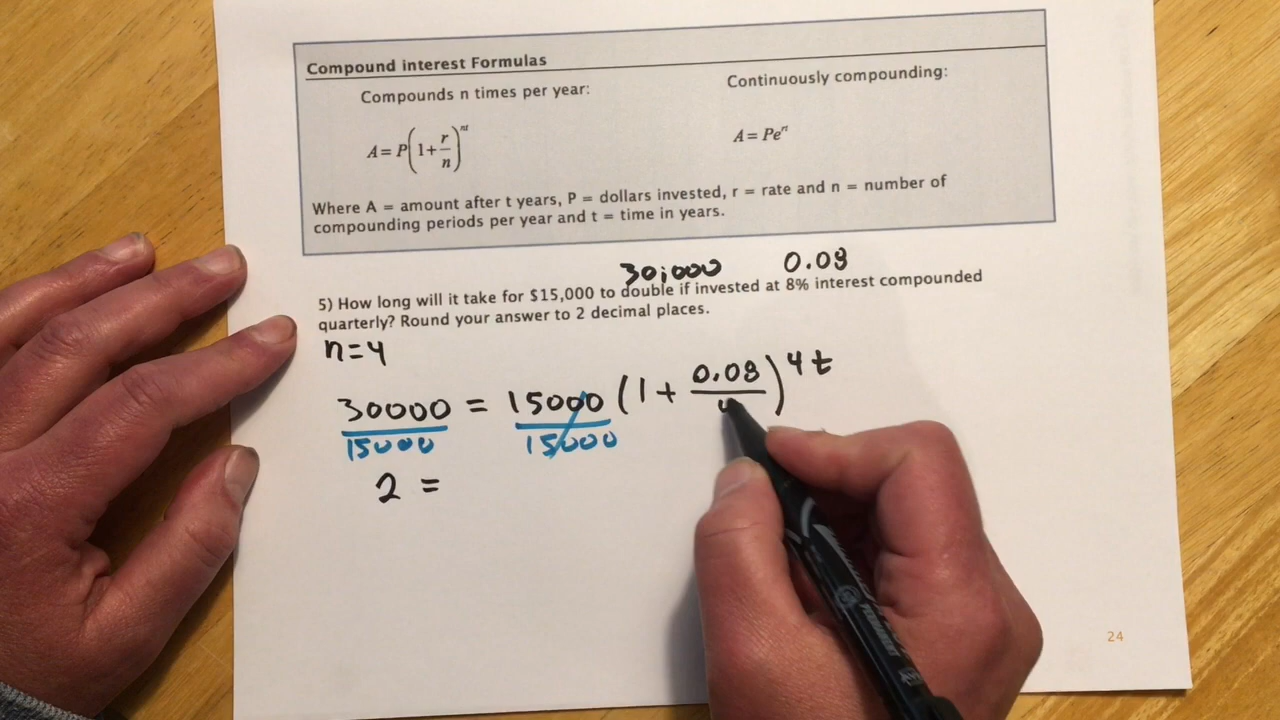 Compound interest Formulas
Compounds n times per year:
Continuously compounding:
A = P(1+r/n)^nt
A = Pe^rt
Where A = amount after t years, P = dollars invested, r = rate and n = number of
compounding periods per year and t = time in years.
30,000 0.08
5) How long will it take for $15,000 to double if invested at 8% interest compounded
quarterly? Round your answer to 2 decimal places.
n=4
30000 = 15000 (1 + 0.08/4)^4t
15000 15000
2 =
24